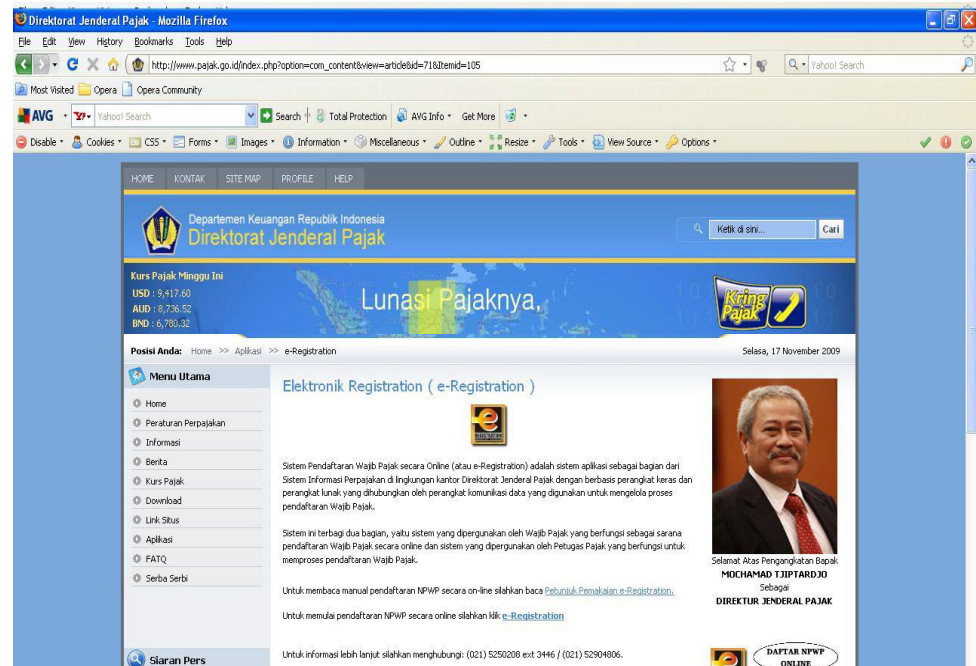 Direktorat Jenderal Pajak - Mozilla Firefox
File Edit View History Bookmarks Tools Help
http://www.pajak.go.id/index.php?option=com_content&view=article&id=71&Itemid=105
Yahoo! Search
Most Visited Opera Opera Community
AVG Yahoo! Search Search Total Protection AVG Info Get More
Disable Cookies CSS Forms Images Information Miscellaneous Outline Resize Tools View Source Options
HOME KONTAK SITE MAP PROFILE HELP
Departemen Keuangan Republik Indonesia
Direktorat Jenderal Pajak
Ketik di sini... Cari
Kurs Pajak Minggu Ini
USD : 9,417.60
AUD : 8,736.52
BND : 6,780.32
Lunasi Pajaknya,
Kring Pajak
Posisi Anda: Home >> Aplikasi >> e-Registration
Selasa, 17 November 2009
Menu Utama
Home
Peraturan Perpajakan
Informasi
Berita
Kurs Pajak
Download
Link Situs
Aplikasi
FATQ
Serba Serbi
Siaran Pers
Elektronik Registration ( e-Registration )
Sistem Pendaftaran Wajib Pajak secara Online (atau e-Registration) adalah sistem aplikasi sebagai bagian dari
Sistem Informasi Perpajakan di lingkungan kantor Direktorat Jenderal Pajak dengan berbasis perangkat keras dan
perangkat lunak yang dihubungkan oleh perangkat komunikasi data yang digunakan untuk mengelola proses
pendaftaran Wajib Pajak.
Sistem ini terbagi dua bagian, yaitu sistem yang dipergunakan oleh Wajib Pajak yang berfungsi sebagai sarana
pendaftaran Wajib Pajak secara online dan sistem yang dipergunakan oleh Petugas Pajak yang berfungsi untuk
memproses pendaftaran Wajib Pajak.
Untuk membaca manual pendaftaran NPWP secara on-line silahkan baca Petunjuk Pemakaian e-Registration.
Untuk memulai pendaftaran NPWP secara online silahkan klik e-Registration
Untuk informasi lebih lanjut silahkan menghubungi: (021) 5250208 ext 3446 / (021) 52904806.
Selamat Atas Pengangkatan Bapak
MOCHAMAD TJIPTARDJO
Sebagai
DIREKTUR JENDERAL PAJAK
DAFTAR NPWP
ONLINE